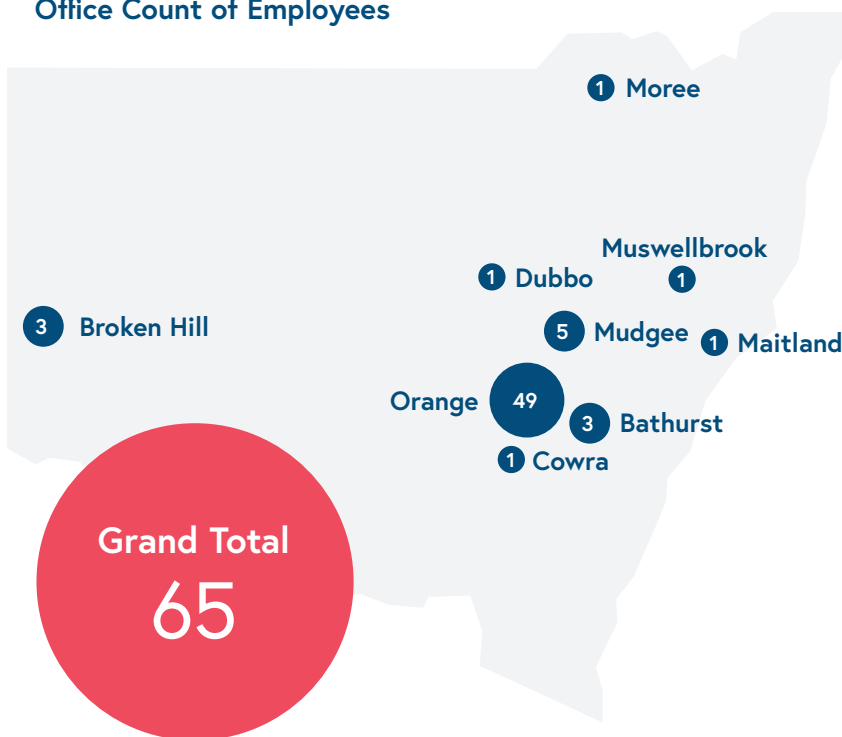 Office Count of Employees
1 Moree
Muswellbrook
1 Dubbo
1
3 Broken Hill
5 Mudgee
1 Maitland
Orange 49
3 Bathurst
1 Cowra
Grand Total
65